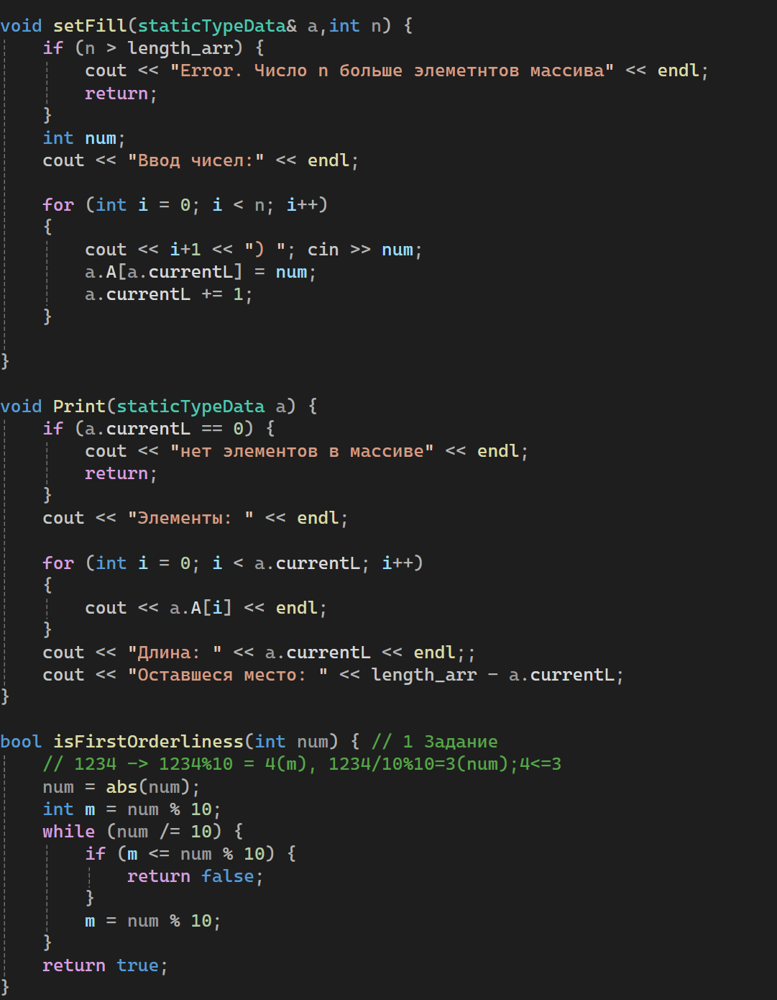 void setFill(staticTypeData& a,int n) {
    if (n > length_arr) {
        cout << "Error. Число n больше элеметнтов массива" << endl;
        return;
    }
    int num;
    cout << "Ввод чисел:" << endl;

    for (int i = 0; i < n; i++)
    {
        cout << i+1 << ") "; cin >> num;
        a.A[a.currentL] = num;
        a.currentL += 1;
    }

}

void Print(staticTypeData a) {
    if (a.currentL == 0) {
        cout << "нет элементов в массиве" << endl;
        return;
    }
    cout << "Элементы: " << endl;

    for (int i = 0; i < a.currentL; i++)
    {
        cout << a.A[i] << endl;
    }
    cout << "Длина: " << a.currentL << endl;;
    cout << "Оставшеся место: " << length_arr - a.currentL;
}

bool isFirstOrderliness(int num) { // 1 Задание
    // 1234 -> 1234%10 = 4(m), 1234/10%10=3(num);4<=3
    num = abs(num);
    int m = num % 10;
    while (num /= 10) {
        if (m <= num % 10) {
            return false;
        }
        m = num % 10;
    }
    return true;
}